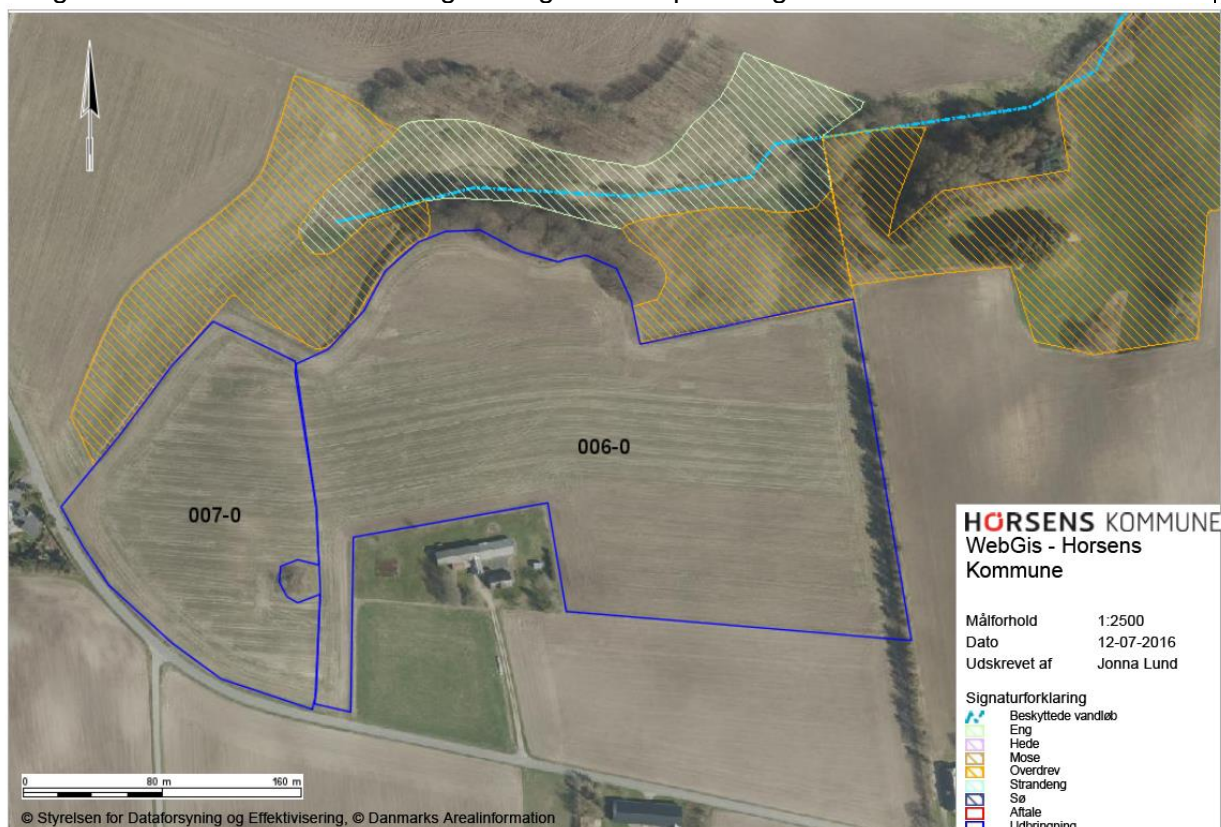 006-0
007-0
HORSENS KOMMUNE
WebGis - Horsens
Kommune
Målforhold 1:2500
Dato 12-07-2016
Udskrevet af Jonna Lund
Signaturforklaring
Beskyttede vandløb
Eng
Hede
Mose
Overdrev
Strandeng
Sø
Aftale
Udbringning
0 80 m 160 m
© Styrelsen for Dataforsyning og Effektivisering, © Danmarks Arealinformation